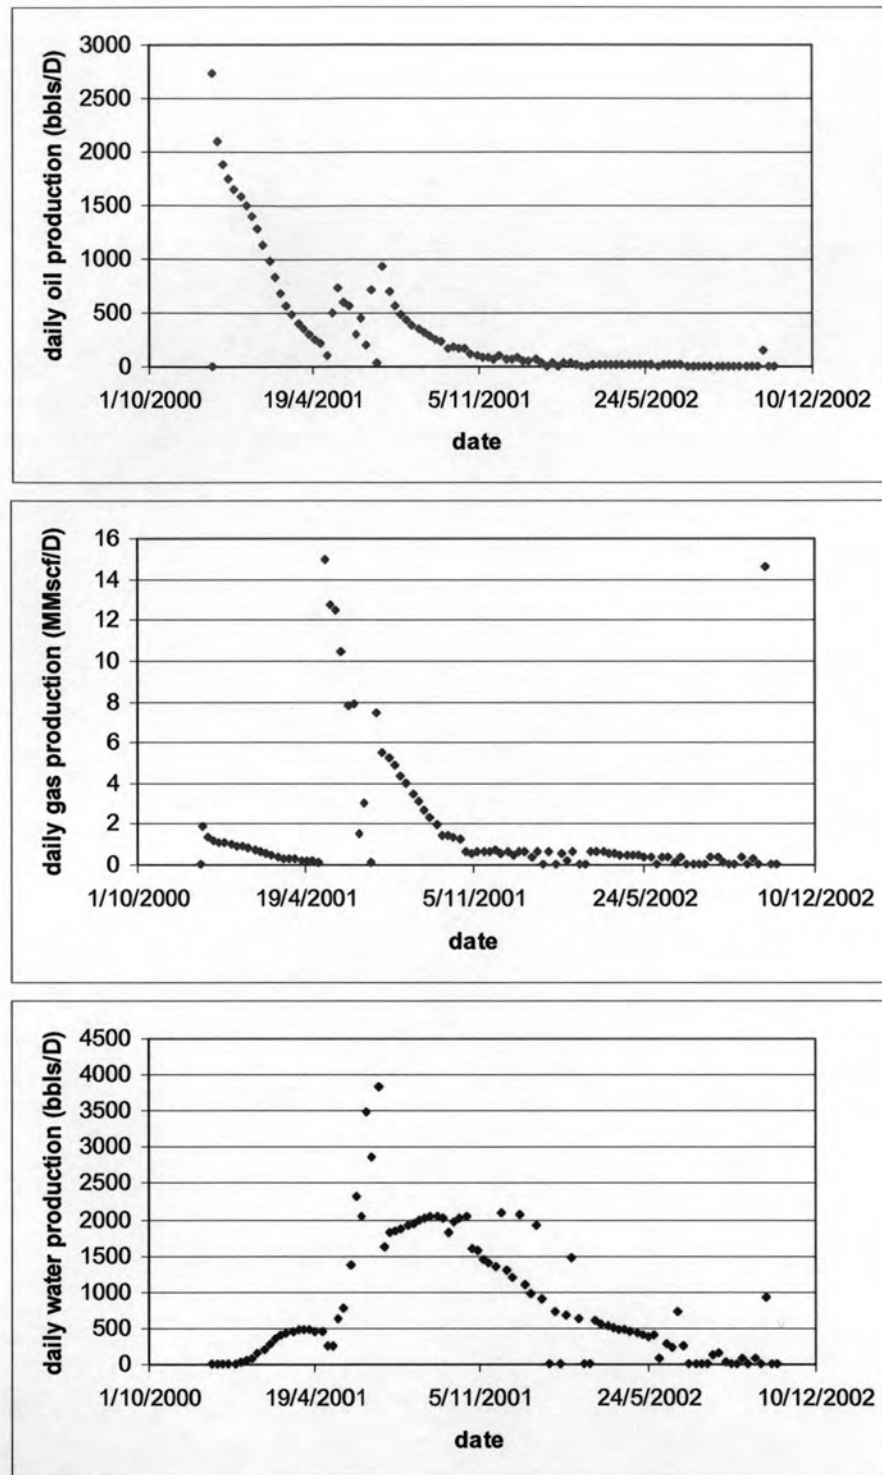 daily oil production (bbls/D)
3000
2500
2000
1500
1000
500
0
1/10/2000 19/4/2001 5/11/2001 24/5/2002 10/12/2002
date
daily gas production (MMscf/D)
16
14
12
10
8
6
4
2
0
1/10/2000 19/4/2001 5/11/2001 24/5/2002 10/12/2002
date
daily water production (bbls/D)
4500
4000
3500
3000
2500
2000
1500
1000
500
0
1/10/2000 19/4/2001 5/11/2001 24/5/2002 10/12/2002
date